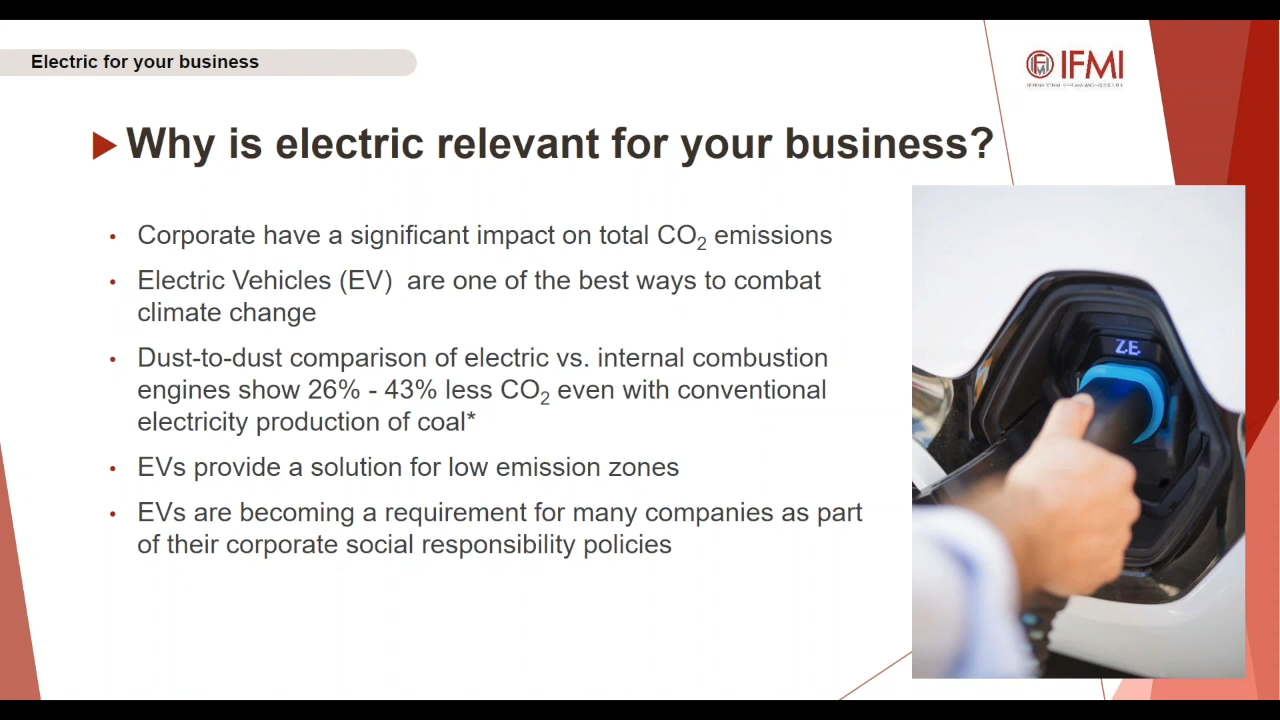 Electric for your business
IFMI
Why is electric relevant for your business?
• Corporate have a significant impact on total CO₂ emissions
• Electric Vehicles (EV)  are one of the best ways to combat
climate change
• Dust-to-dust comparison of electric vs. internal combustion
engines show 26% - 43% less CO₂ even with conventional
electricity production of coal*
• EVs provide a solution for low emission zones
• EVs are becoming a requirement for many companies as part
of their corporate social responsibility policies
ZE